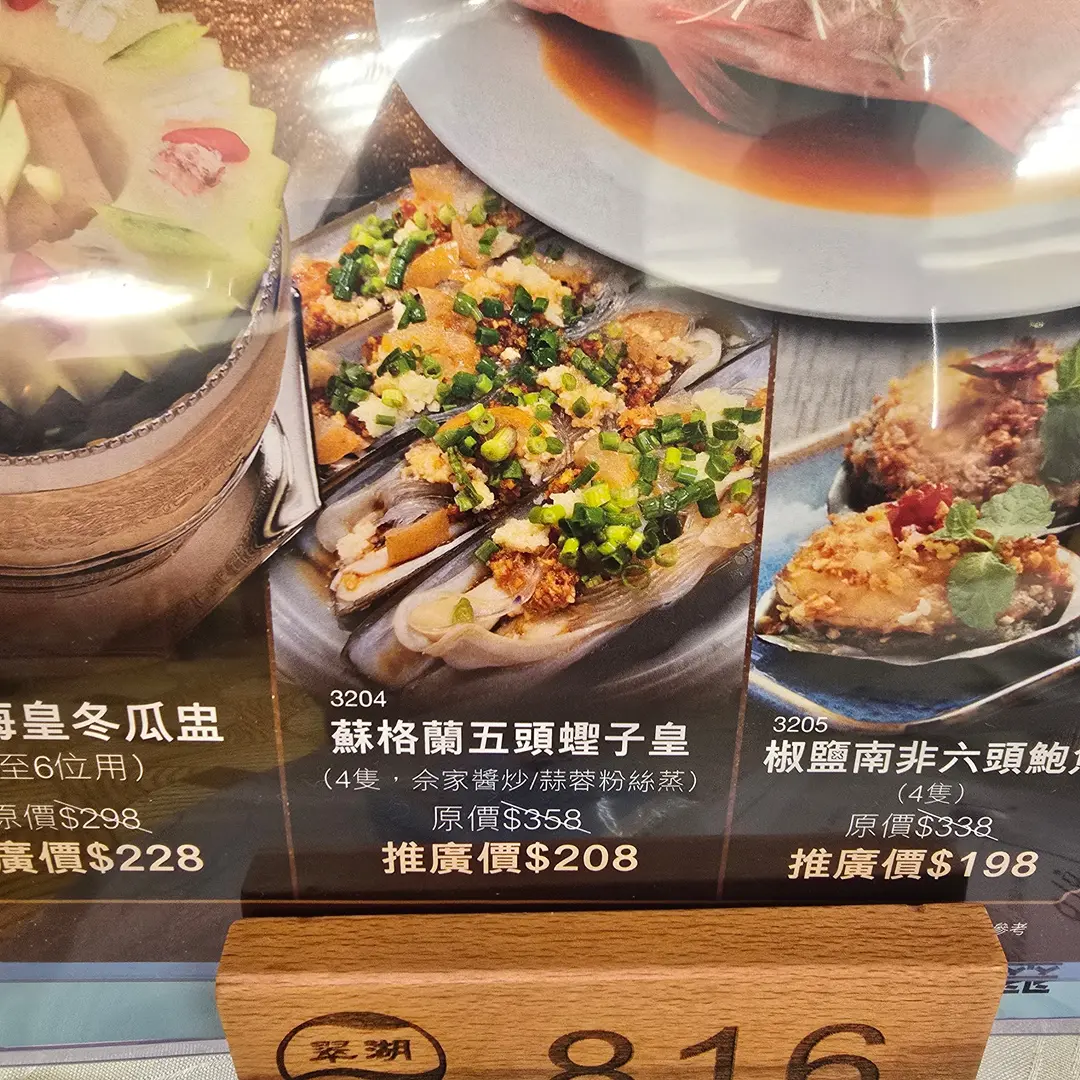 海皇冬瓜盅
至6位用)
原價$298
廣價$228
3204
蘇格蘭五頭蟶子皇
(4隻，佘家醬炒/蒜蓉粉絲蒸)
原價$358
推廣價$208
3205
椒鹽南非六頭鮑魚
(4隻)
原價$338
推廣價$198
參考
翠湖
816